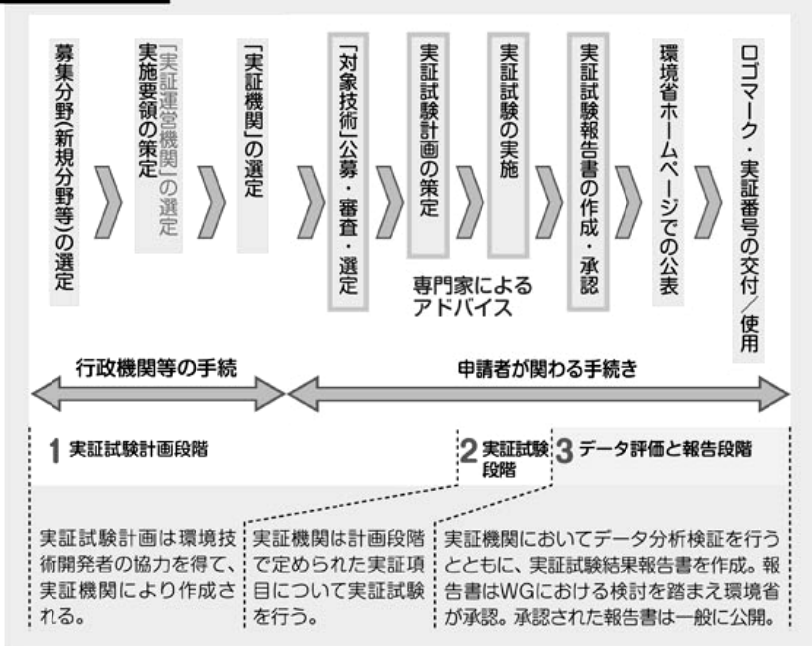 募集分野(新規分野等)の選定
「実証運営機関」の選定
実施要領の策定
「実証機関」の選定
「対象技術」公募・審査・選定
実証試験計画の策定
実証試験の実施
実証試験報告書の作成・承認
環境省ホームページでの公表
ロゴマーク・実証番号の交付/使用
専門家による
アドバイス
行政機関等の手続
申請者が関わる手続き
1 実証試験計画段階
2 実証試験
段階
3 データ評価と報告段階
実証試験計画は環境技
術開発者の協力を得て、
実証機関により作成さ
れる。
実証機関は計画段階
で定められた実証項
目について実証試験
を行う。
実証機関においてデータ分析検証を行う
とともに、実証試験結果報告書を作成。報
告書はWGにおける検討を踏まえ環境省
が承認。承認された報告書は一般に公開。